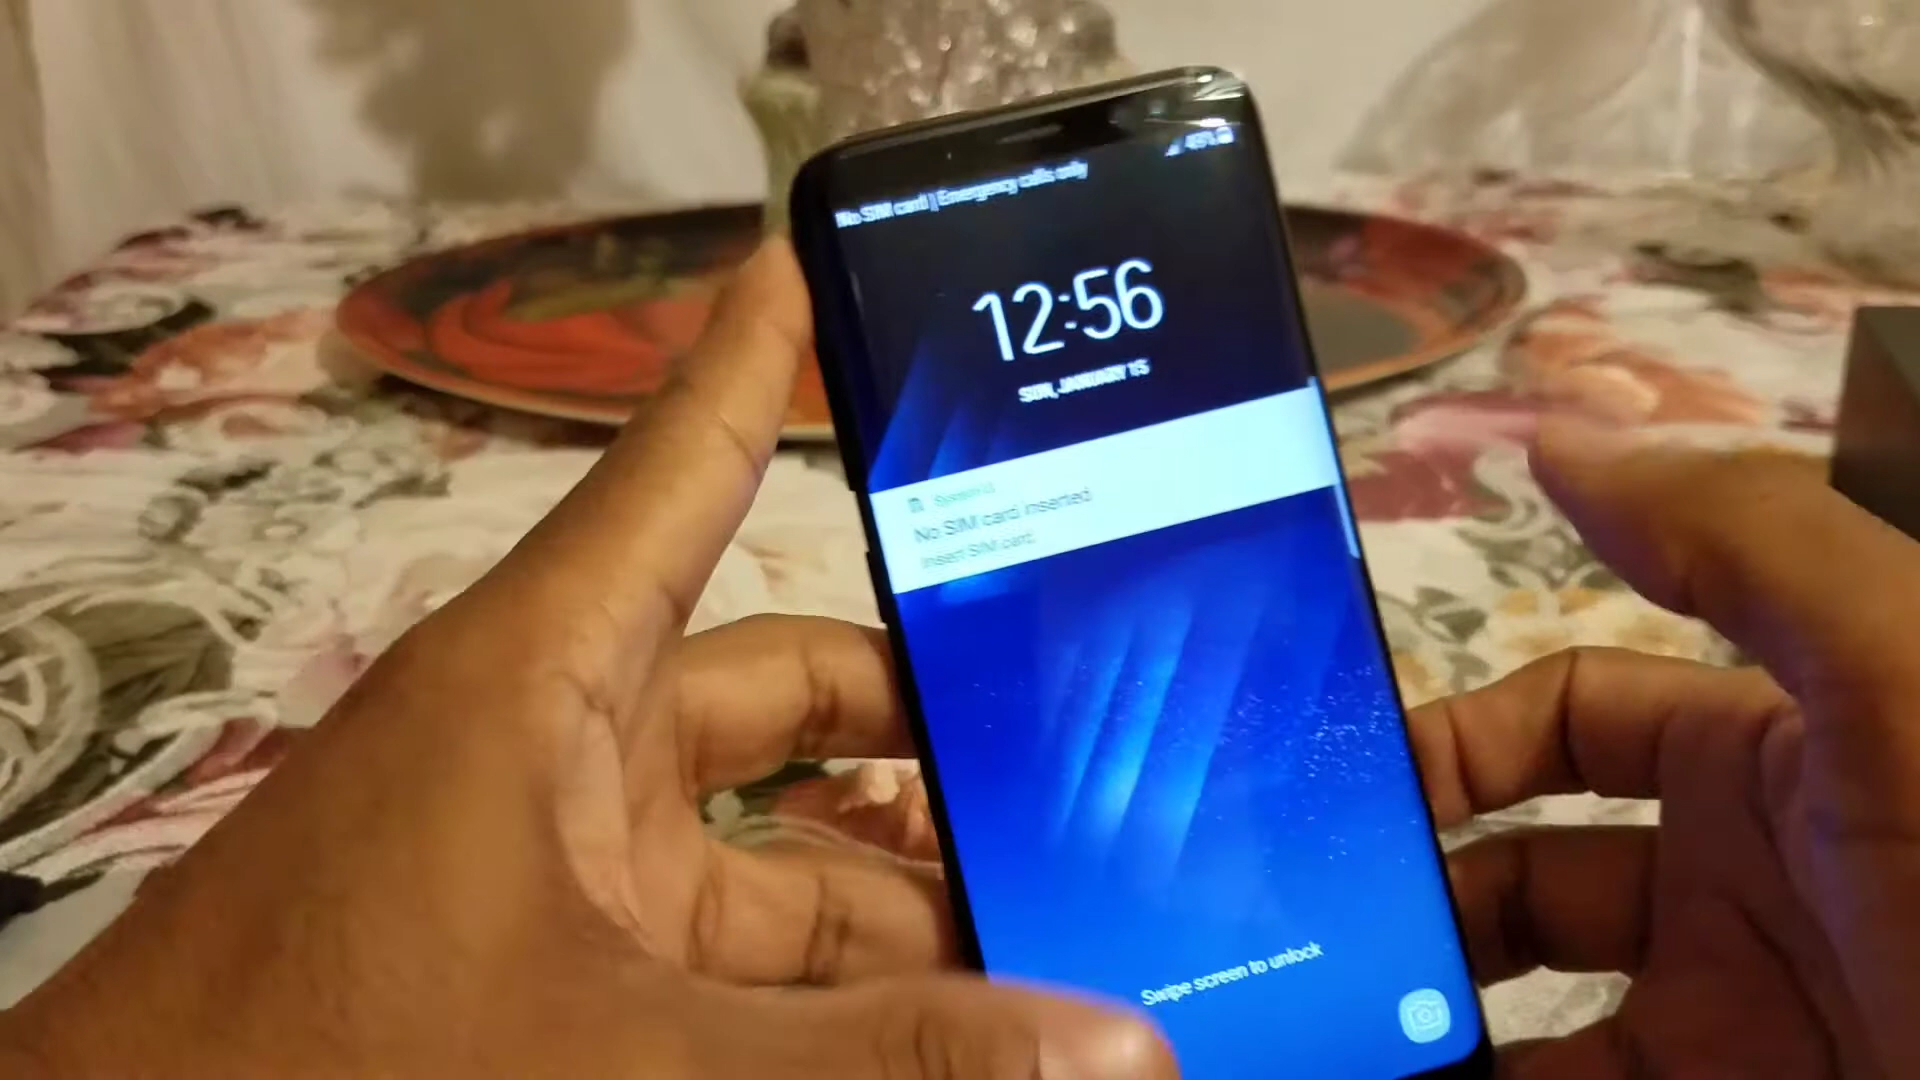 49%
No SIM card | Emergency calls only
12:56
SUN, JANUARY 15
No SIM card inserted
Insert SIM card.
Swipe screen to unlock